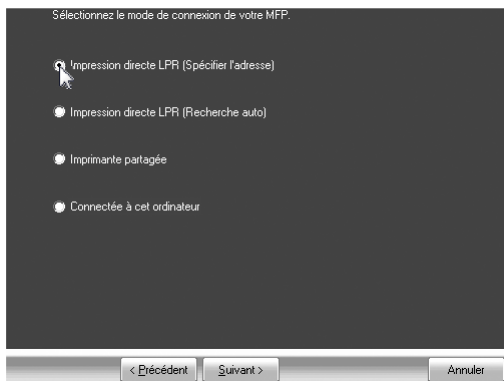 Sélectionnez le mode de connexion de votre MFP.
Impression directe LPR (Spécifier l'adresse)
Impression directe LPR (Recherche auto)
Imprimante partagée
Connectée à cet ordinateur
< Précédent Suivant > Annuler